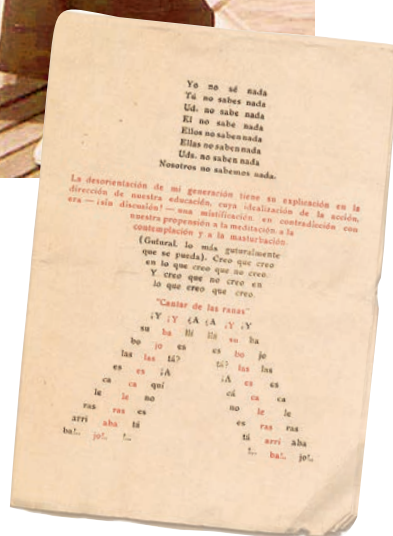 Yo no sé nada
Tú no sabes nada
Ud. no sabe nada
El no sabe nada
Ellos no saben nada
Ellas no saben nada
Uds. no saben nada
Nosotros no sabemos nada.
La desorientación de mi generación tiene su explicación en la
dirección de nuestra educación, cuya idealización de la acción,
era — ¡sin discusión! — una mistificación en contradicción con
nuestra propensión a la meditación, a la
contemplación y a la masturbación.
(Gutural, lo más guturalmente
que se pueda). Creo que creo
en lo que creo que no creo.
Y creo que no creo en
lo que creo que creo.
"Cantar de las ranas"
¡Y ¡Y ¿A ¿A ¡Y ¡Y
su ba llí llá su ba
bo jo es es bo jo
las las tá? tá? las las
es es ¡A ¡A es es
ca ca quí cá ca ca
le le no no le le
ras ras es es ras ras
arri aba tá tá arri aba
ba!.. jo!.. !.. !.. ba!.. jo!..